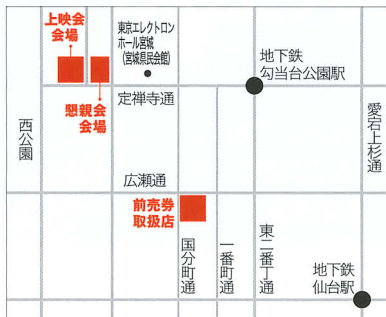 上映会
会場
東京エレクトロン
ホール宮城
(宮城県民会館)
地下鉄
勾当台公園駅
懇親会
会場
定禅寺通
西公園
愛宕上杉通
広瀬通
前売券
取扱店
国分町通
一番町通
東二番丁通
地下鉄
仙台駅